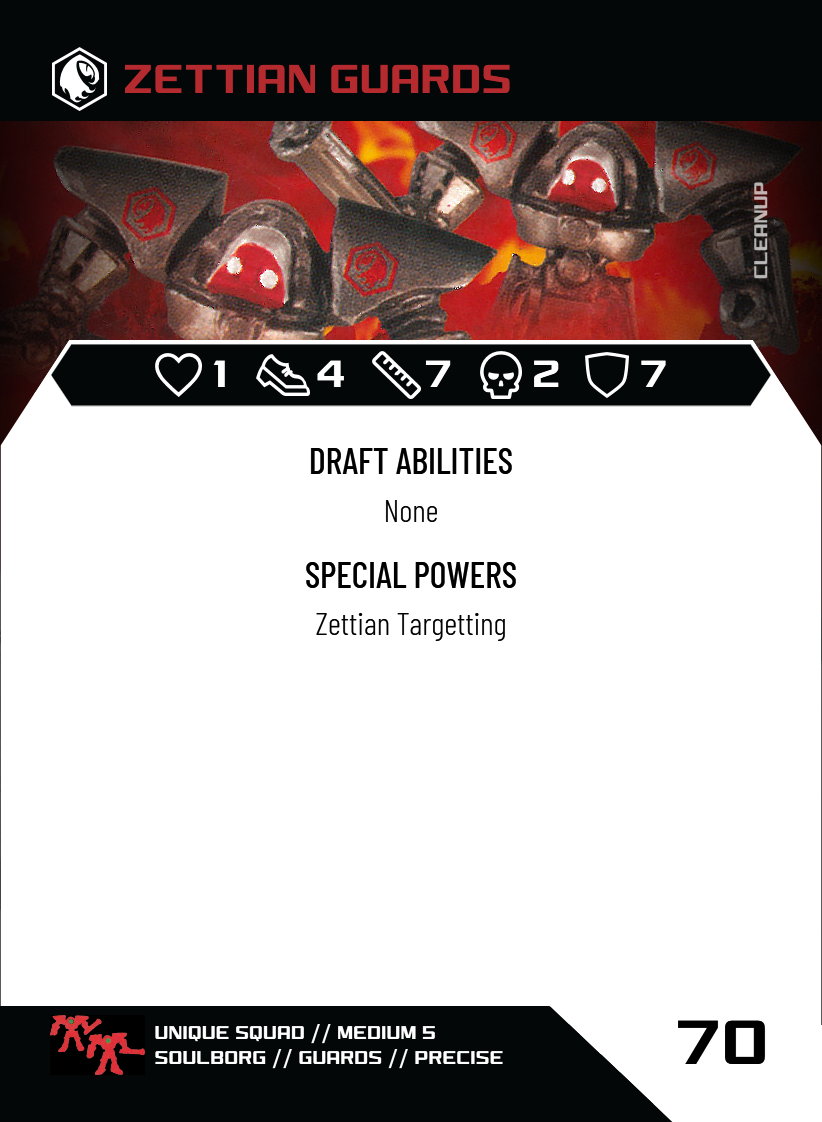 ZETTIAN GUARDS
CLEANUP
1 4 7 2 7
DRAFT ABILITIES
None
SPECIAL POWERS
Zettian Targetting
UNIQUE SQUAD // MEDIUM 5
SOULBORG // GUARDS // PRECISE
70